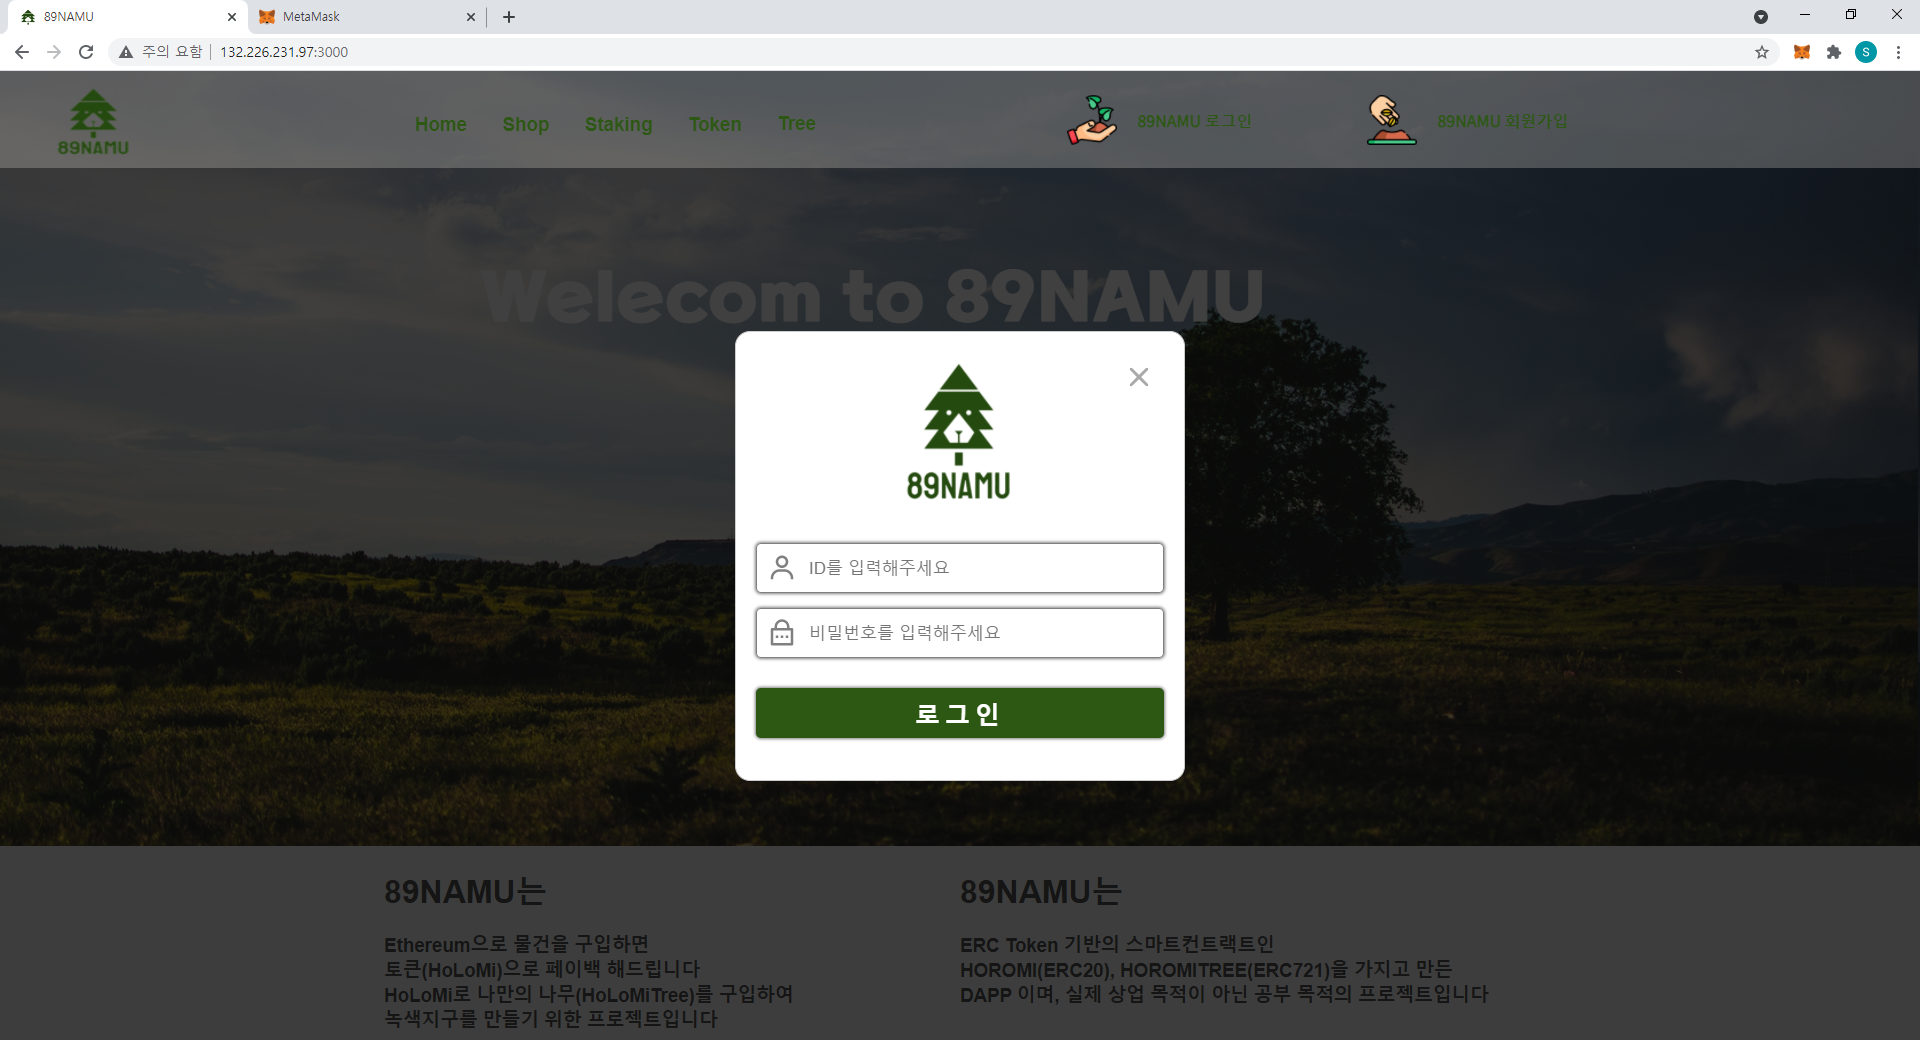 89NAMU
MetaMask
주의 요함
132.226.231.97:3000
S
89NAMU
Home
Shop
Staking
Token
Tree
89NAMU 로그인
89NAMU 회원가입
Welecom to 89NAMU
89NAMU
ID를 입력해주세요
비밀번호를 입력해주세요
로그인
89NAMU는
Ethereum으로 물건을 구입하면
토큰(HoLoMi)으로 페이백 해드립니다
HoLoMi로 나만의 나무(HoLoMiTree)를 구입하여
녹색지구를 만들기 위한 프로젝트입니다
89NAMU는
ERC Token 기반의 스마트컨트랙트인
HOROMI(ERC20), HOROMITREE(ERC721)을 가지고 만든
DAPP 이며, 실제 상업 목적이 아닌 공부 목적의 프로젝트입니다